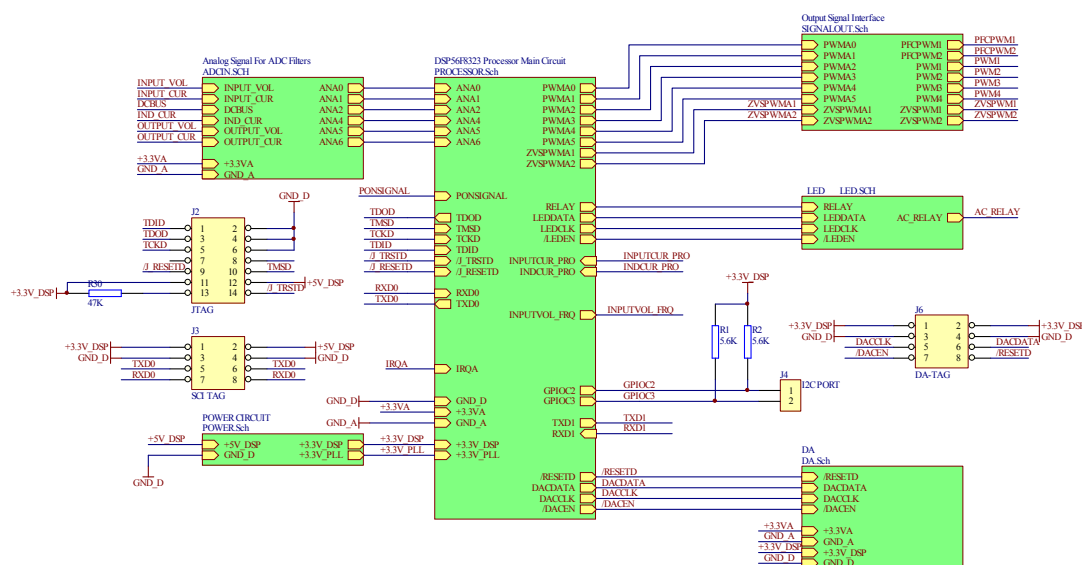 Output Signal Interface
SIGNALOUT.Sch
PWMA0 PFCPWM1 PFCPWM1
PWMA1 PFCPWM2 PFCPWM2
PWMA2 PWM1 PWM1
PWMA3 PWM2 PWM2
PWMA4 PWM3 PWM3
PWMA5 PWM4 PWM4
ZVSPWMA1 ZVSPWMA1 ZVSPWM1 ZVSPWM1
ZVSPWMA2 ZVSPWMA2 ZVSPWM2 ZVSPWM2
Analog Signal For ADC Filters
ADCIN.SCH
INPUT_VOL INPUT_VOL ANA0
INPUT_CUR INPUT_CUR ANA1
DCBUS DCBUS ANA2
IND_CUR IND_CUR ANA4
OUTPUT_VOL OUTPUT_VOL ANA5
OUTPUT_CUR OUTPUT_CUR ANA6
+3.3VA +3.3VA
GND_A GND_A
DSP56F8323 Processor Main Circuit
PROCESSOR.Sch
ANA0 PWMA0
ANA1 PWMA1
ANA2 PWMA2
ANA4 PWMA3
ANA5 PWMA4
ANA6 PWMA5
ZVSPWMA1
ZVSPWMA2
PONSIGNAL PONSIGNAL
RELAY
TDOD TDOD LEDDATA
TMSD TMSD LEDCLK
TCKD TCKD /LEDEN
TDID TDID
/J_TRSTD /J_TRSTD INPUTCUR_PRO INPUTCUR_PRO
/J_RESETD /J_RESETD INDCUR_PRO INDCUR_PRO
RXD0 RXD0
TXD0 TXD0
INPUTVOL_FRQ INPUTVOL_FRQ
IRQA IRQA
GPIOC2 GPIOC2
GPIOC3 GPIOC3
GND_D GND_D
+3.3VA +3.3VA
GND_A GND_A
TXD1 TXD1
RXD1 RXD1
+3.3V_DSP +3.3V_DSP
+3.3V_PLL +3.3V_PLL
/RESETD /RESETD
DACDATA DACDATA
DACCLK DACCLK
/DACEN /DACEN
LED LED.SCH
RELAY
LEDDATA AC_RELAY AC_RELAY
LEDCLK
/LEDEN
GND_D
J2
TDID 1 2
TDOD 3 4
TCKD 5 6
7 8
/J_RESETD 9 10 TMSD
11 12 +5V_DSP
13 14 /J_TRSTD
+3.3V_DSP
R30
47K
JTAG
J3
+3.3V_DSP 1 2 +5V_DSP
GND_D 3 4 GND_D
TXD0 5 6 TXD0
RXD0 7 8 RXD0
SCI TAG
POWER CIRCUIT
POWER.Sch
+5V_DSP +5V_DSP +3.3V_DSP
GND_D +3.3V_PLL
GND_D
+3.3V_DSP
R1
5.6K
R2
5.6K
J4
I2C PORT
1
2
J6
+3.3V_DSP 1 2 +3.3V_DSI
GND_D 3 4 GND_D
DACCLK 5 6 DACDATA
/DACEN 7 8 /RESETD
DA-TAG
DA
DA.Sch
/RESETD
DACDATA
DACCLK
/DACEN
+3.3VA +3.3VA
GND_A GND_A
+3.3V_DSP +3.3V_DSP
GND_D GND_D